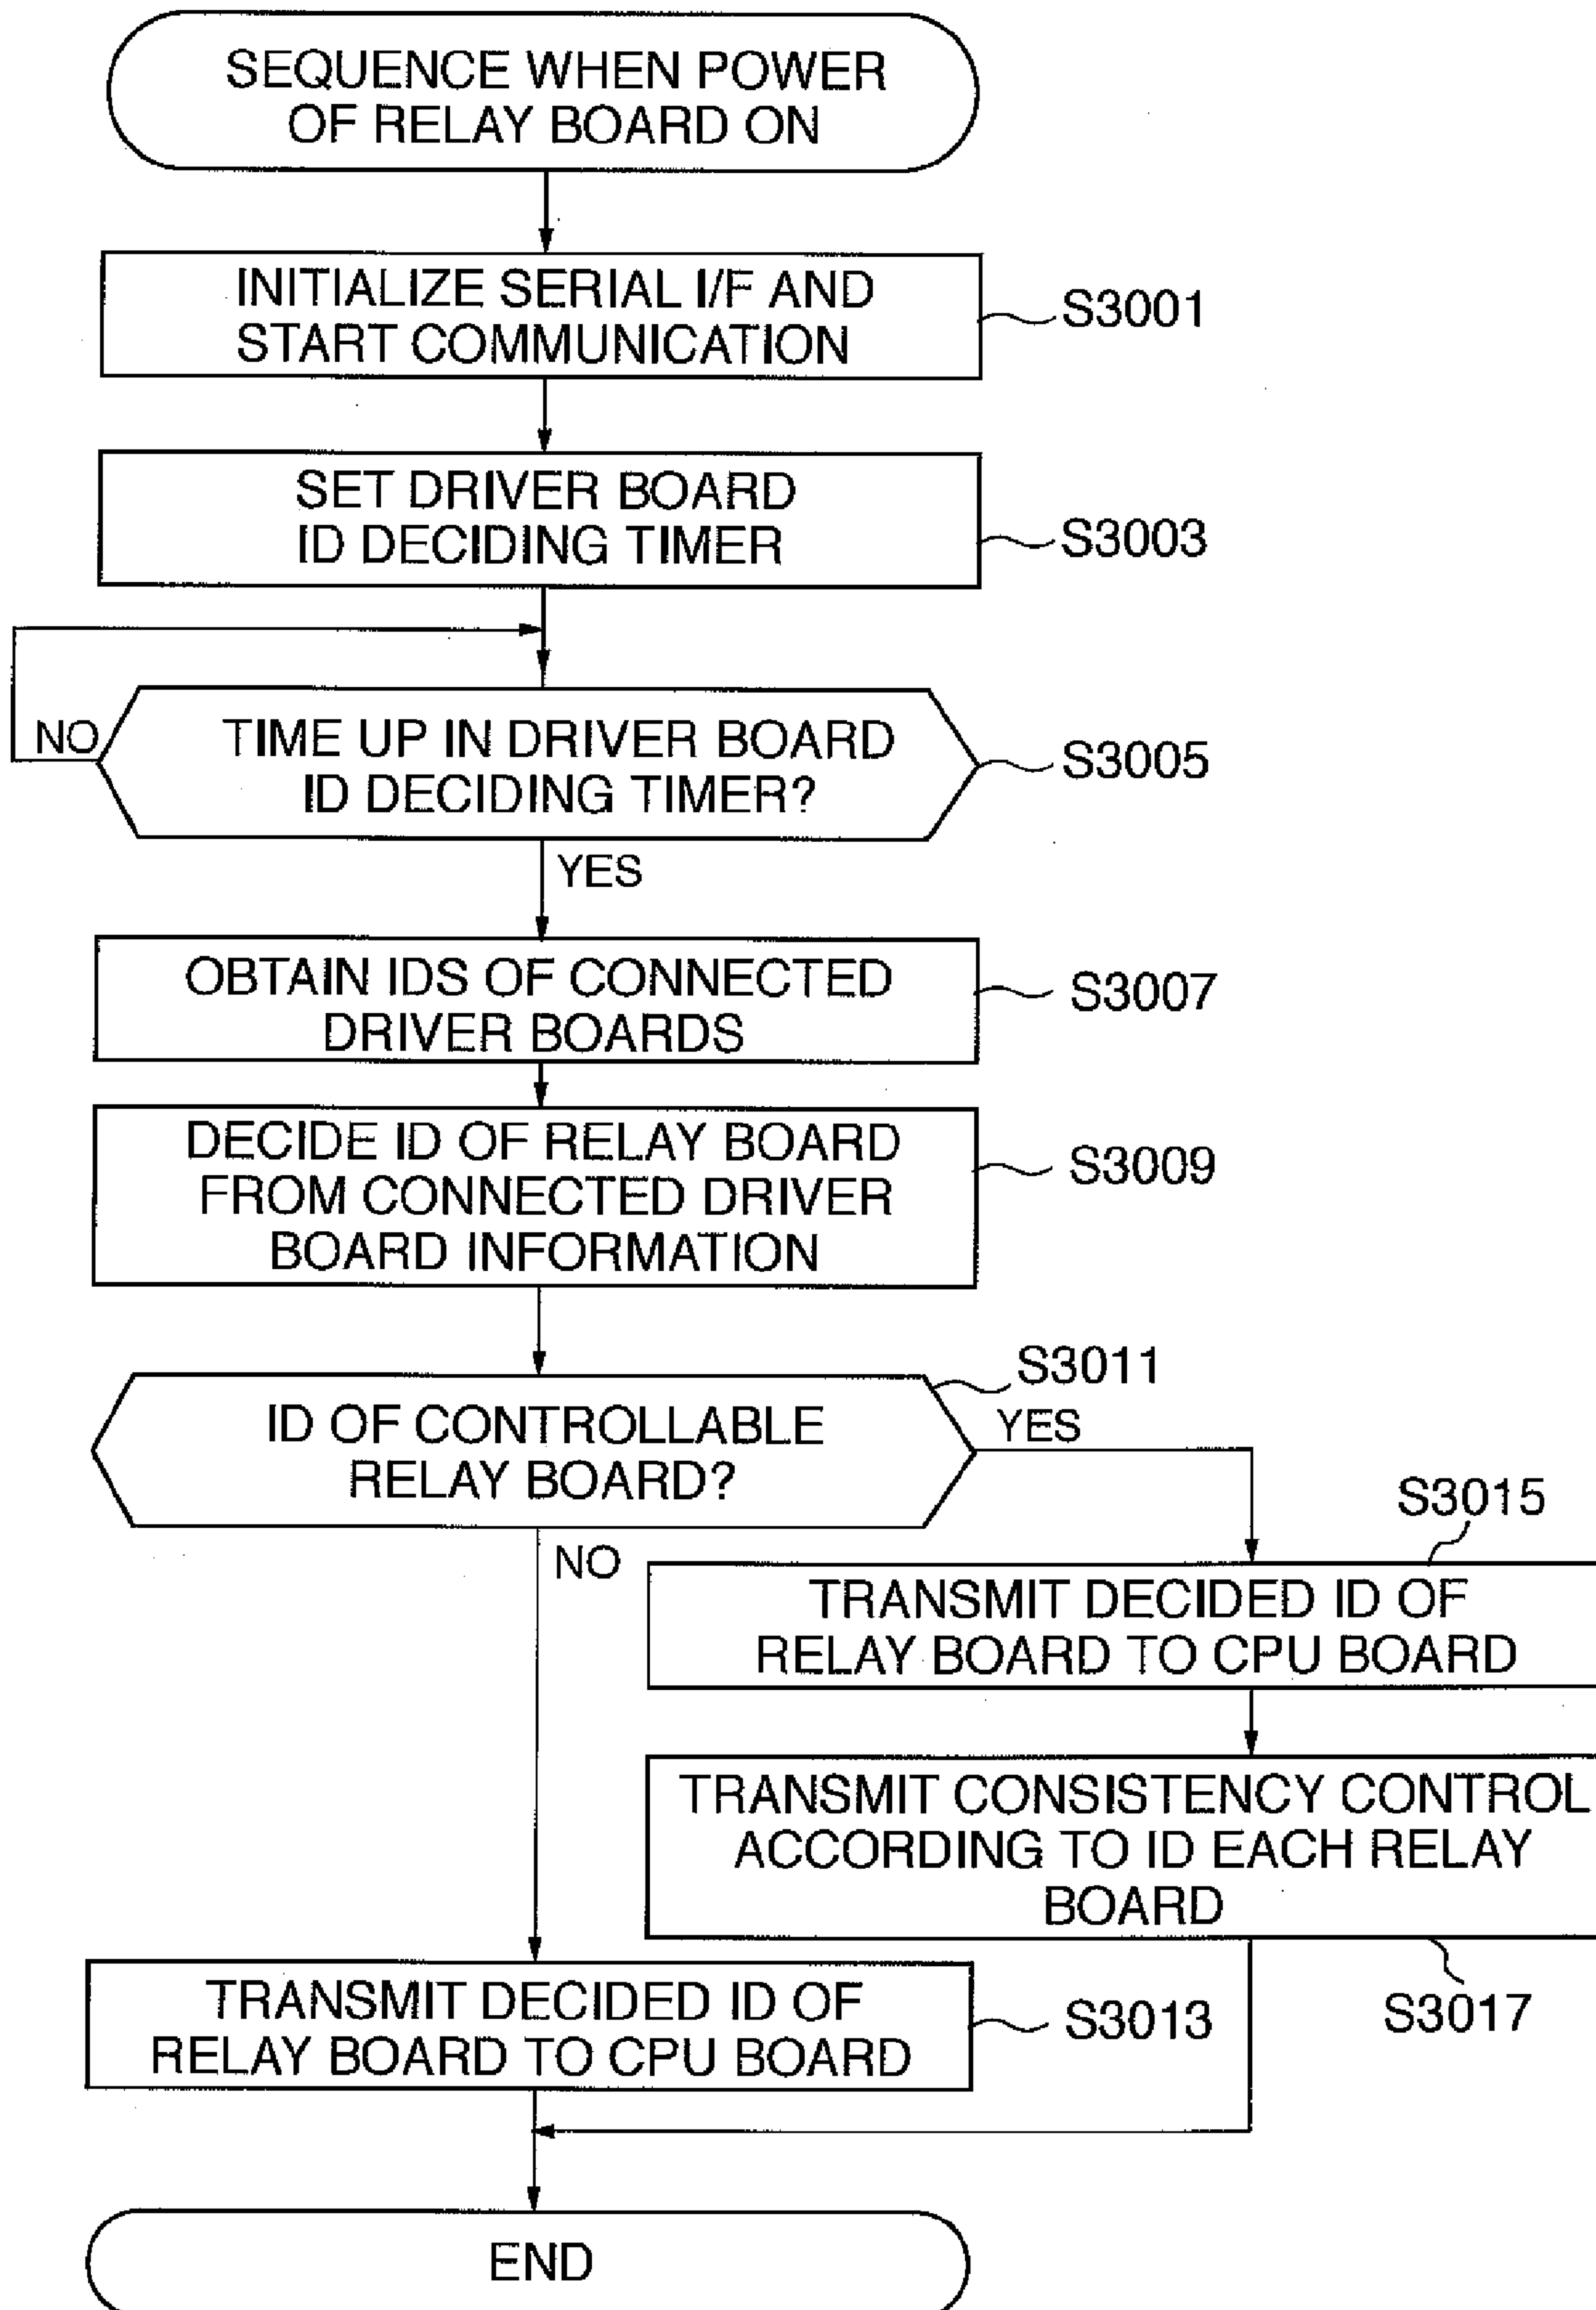 SEQUENCE WHEN POWER
OF RELAY BOARD ON
INITIALIZE SERIAL I/F AND
START COMMUNICATION
S3001
SET DRIVER BOARD
ID DECIDING TIMER
S3003
NO
TIME UP IN DRIVER BOARD
ID DECIDING TIMER?
S3005
YES
OBTAIN IDS OF CONNECTED
DRIVER BOARDS
S3007
DECIDE ID OF RELAY BOARD
FROM CONNECTED DRIVER
BOARD INFORMATION
S3009
ID OF CONTROLLABLE
RELAY BOARD?
S3011
YES
NO
S3015
TRANSMIT DECIDED ID OF
RELAY BOARD TO CPU BOARD
TRANSMIT CONSISTENCY CONTROL
ACCORDING TO ID EACH RELAY
BOARD
S3017
TRANSMIT DECIDED ID OF
RELAY BOARD TO CPU BOARD
S3013
END